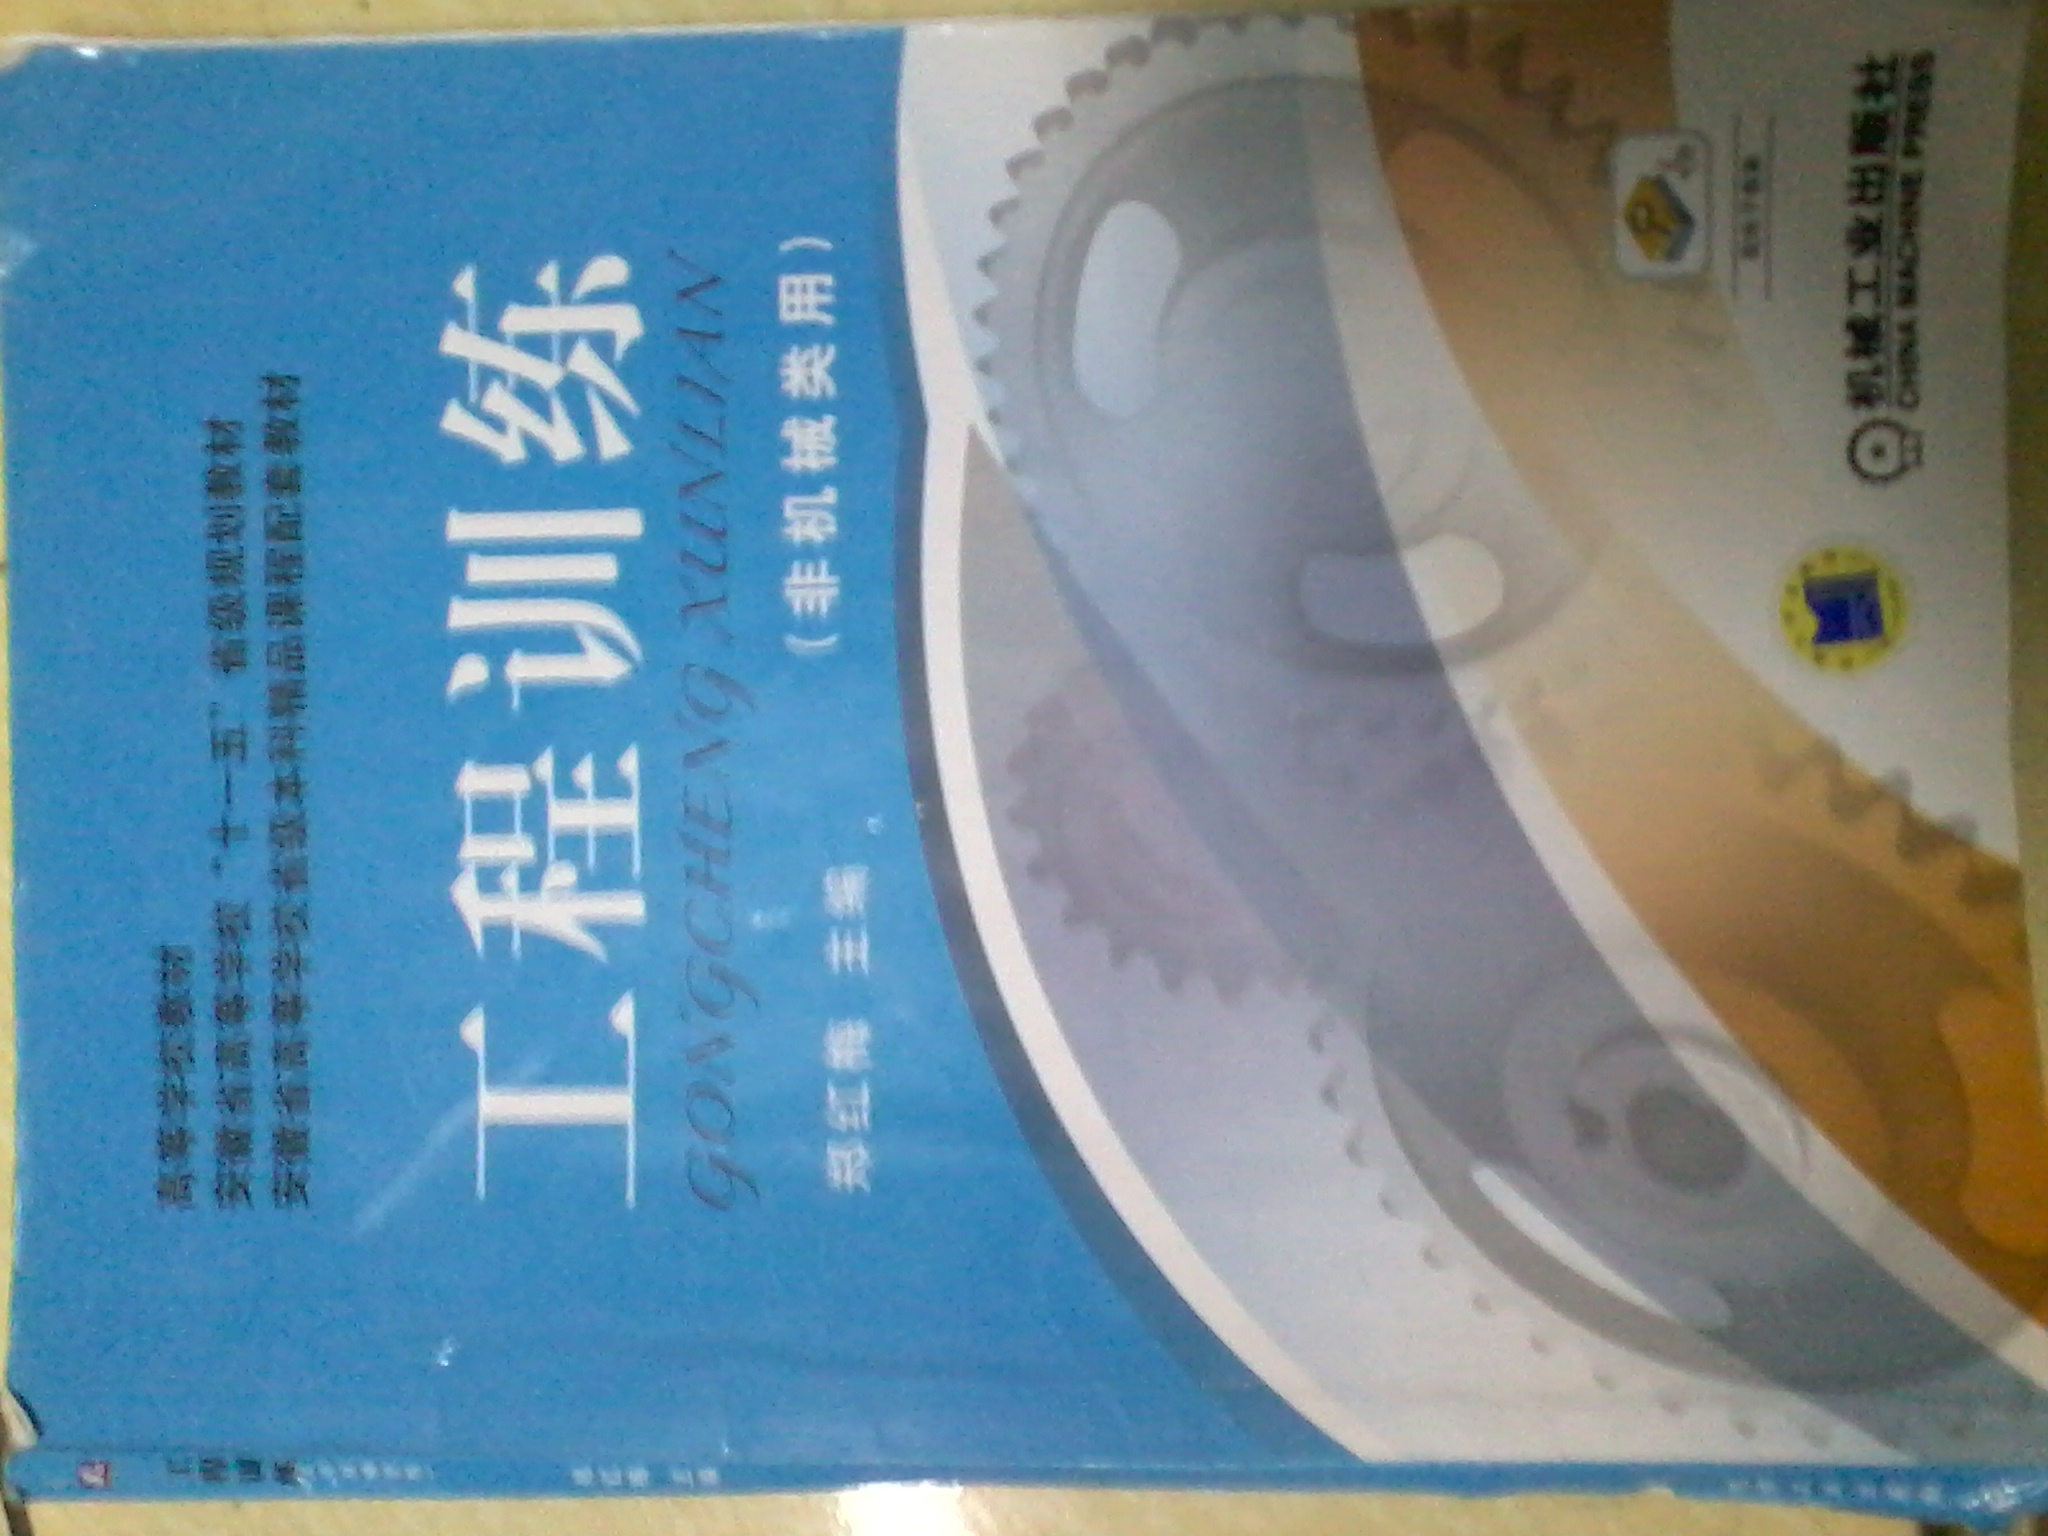 高等学校教材
安徽省高等学校“十一五”省级规划教材
安徽省高等学校省级本科精品课程配套教材
工程训练
GONGCHENG XUNLIAN
(非机械类用)
郑红梅 主编
机械工业出版社
CHINA MACHINE PRESS